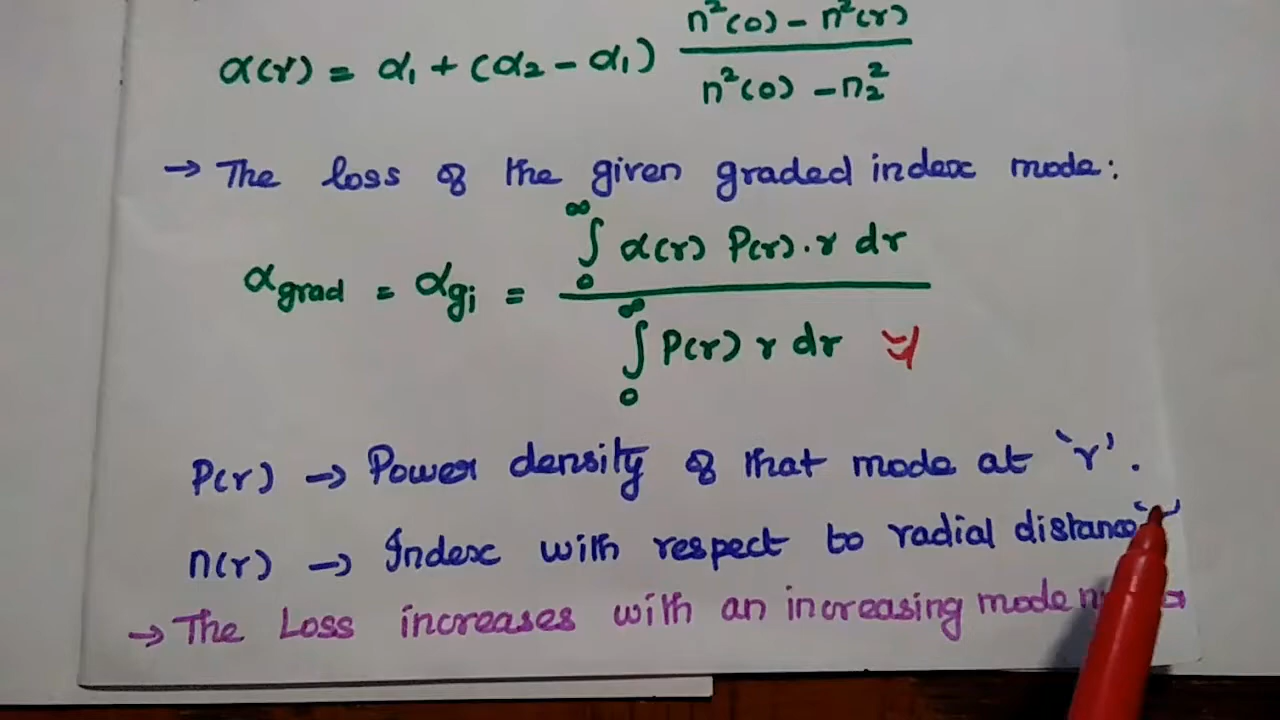 α(r) = α₁ + (α₂ - α₁) n²(0) - n²(r) / n²(0) - n₂²
→ The loss of the given graded index mode:
α grad = α gi = ∫₀^∞ α(r) P(r).r dr / ∫₀^∞ P(r) r dr
P(r) → Power density of that mode at 'r'.
n(r) → Index with respect to radial distance
→ The Loss increases with an increasing mode